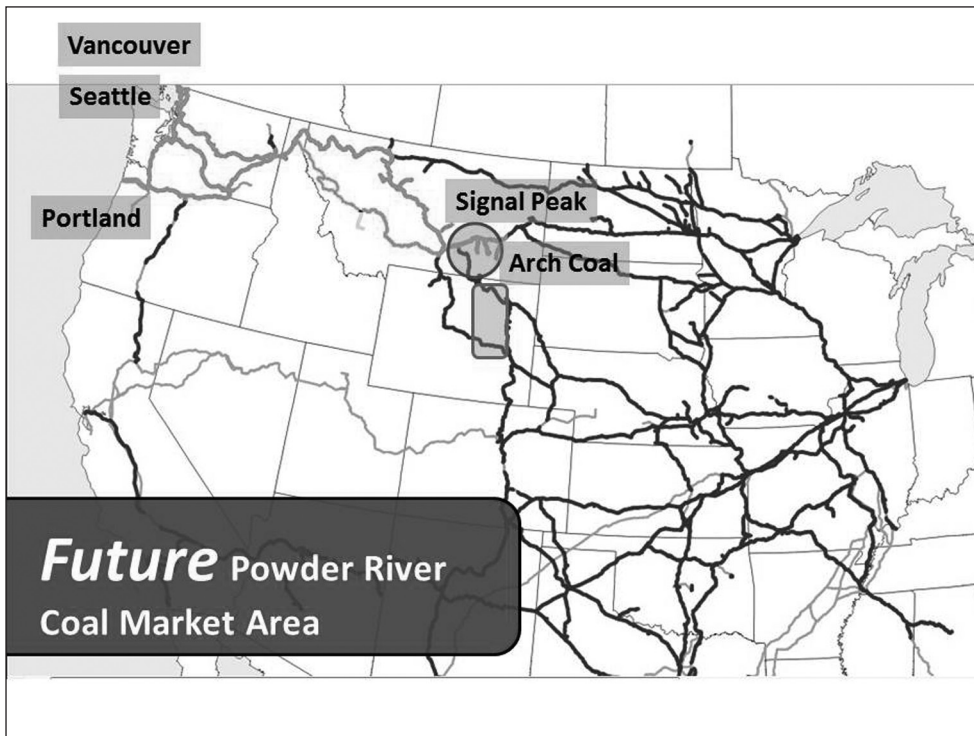 Vancouver
Seattle
Portland
Signal Peak
Arch Coal
Future Powder River
Coal Market Area